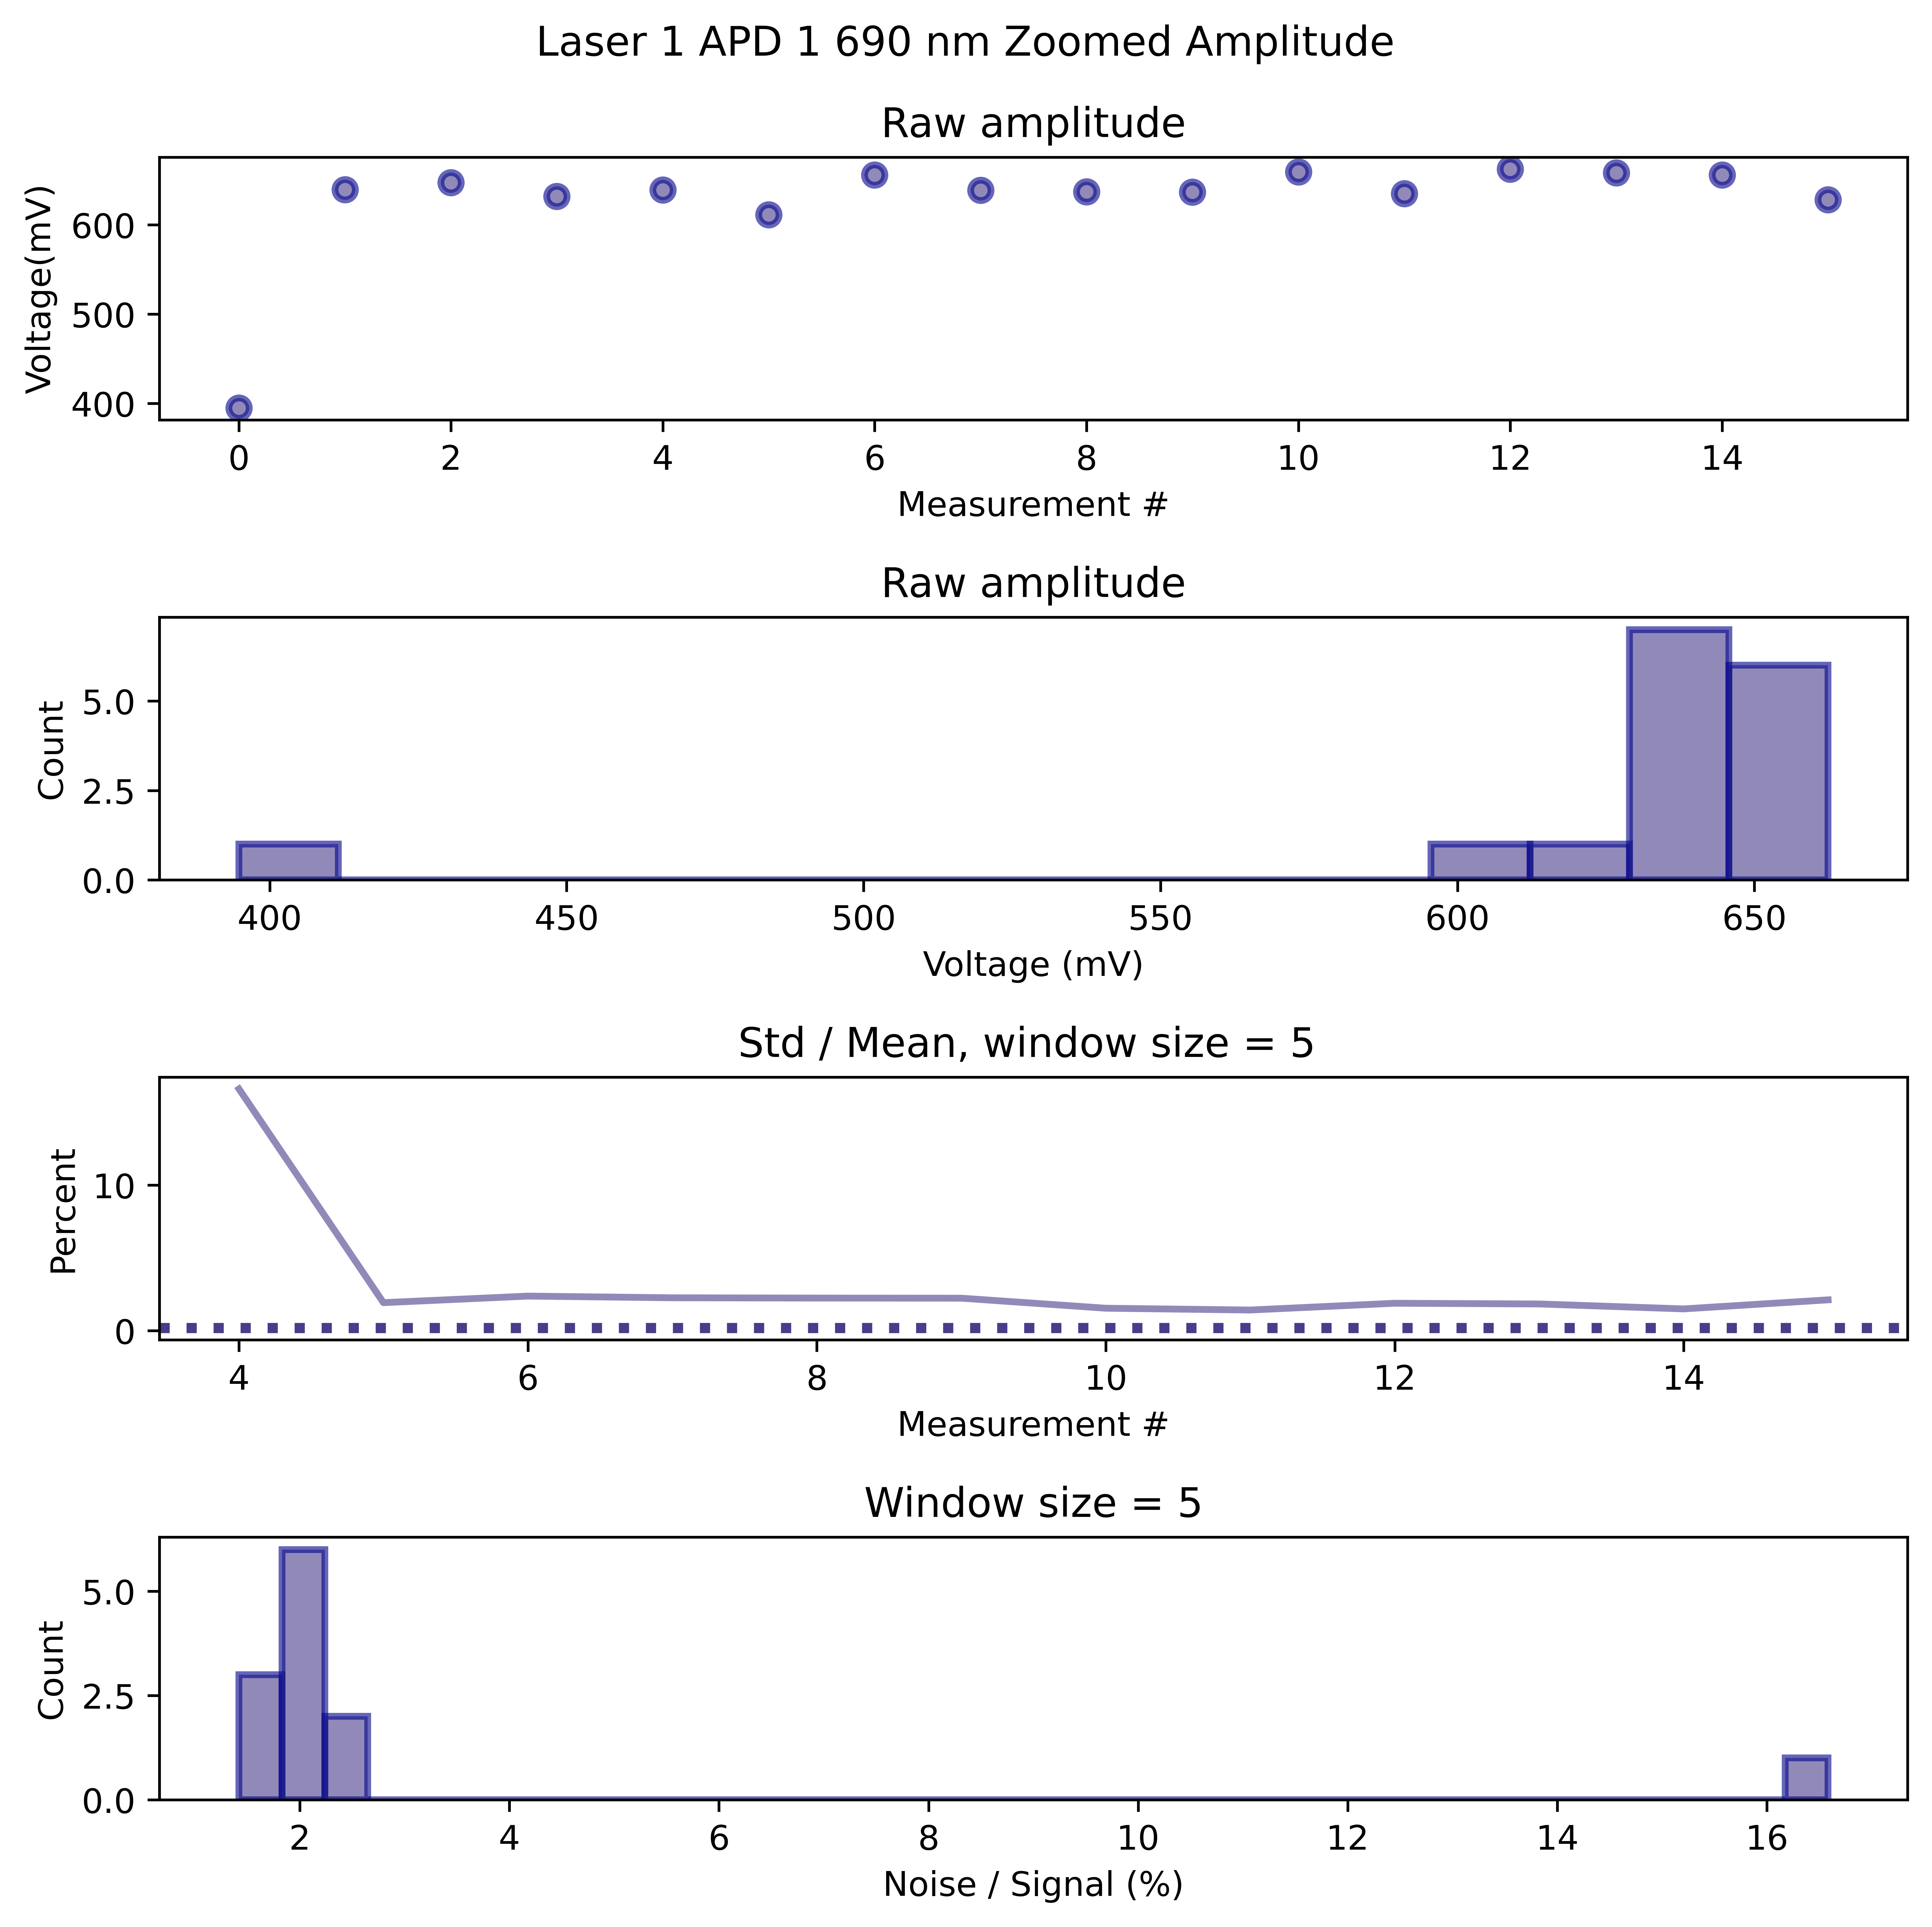 Laser 1 APD 1 690 nm Zoomed Amplitude
Raw amplitude
Voltage(mV)
600
500
400
0 2 4 6 8 10 12 14
Measurement #
Raw amplitude
Count
5.0
2.5
0.0
400 450 500 550 600 650
Voltage (mV)
Std / Mean, window size = 5
Percent
10
0
4 6 8 10 12 14
Measurement #
Window size = 5
Count
5.0
2.5
0.0
2 4 6 8 10 12 14 16
Noise / Signal (%)